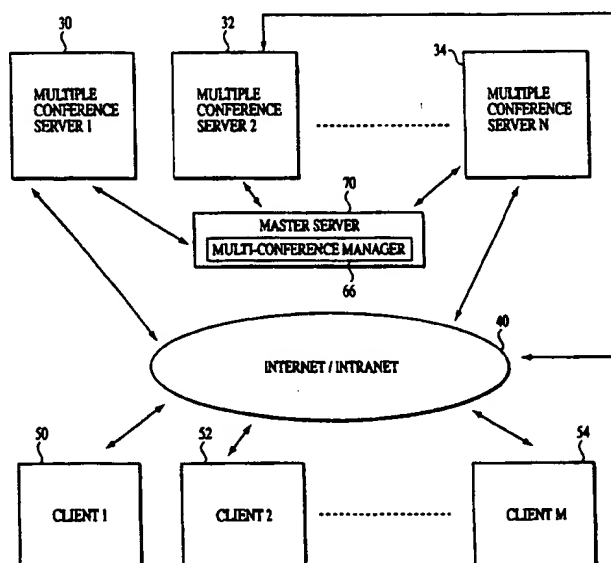 30
32
34
MULTIPLE
CONFERENCE
SERVER 1
MULTIPLE
CONFERENCE
SERVER 2
MULTIPLE
CONFERENCE
SERVER N
70
MASTER SERVER
MULTI-CONFERENCE MANAGER
66
40
INTERNET / INTRANET
50
52
54
CLIENT 1
CLIENT 2
CLIENT M